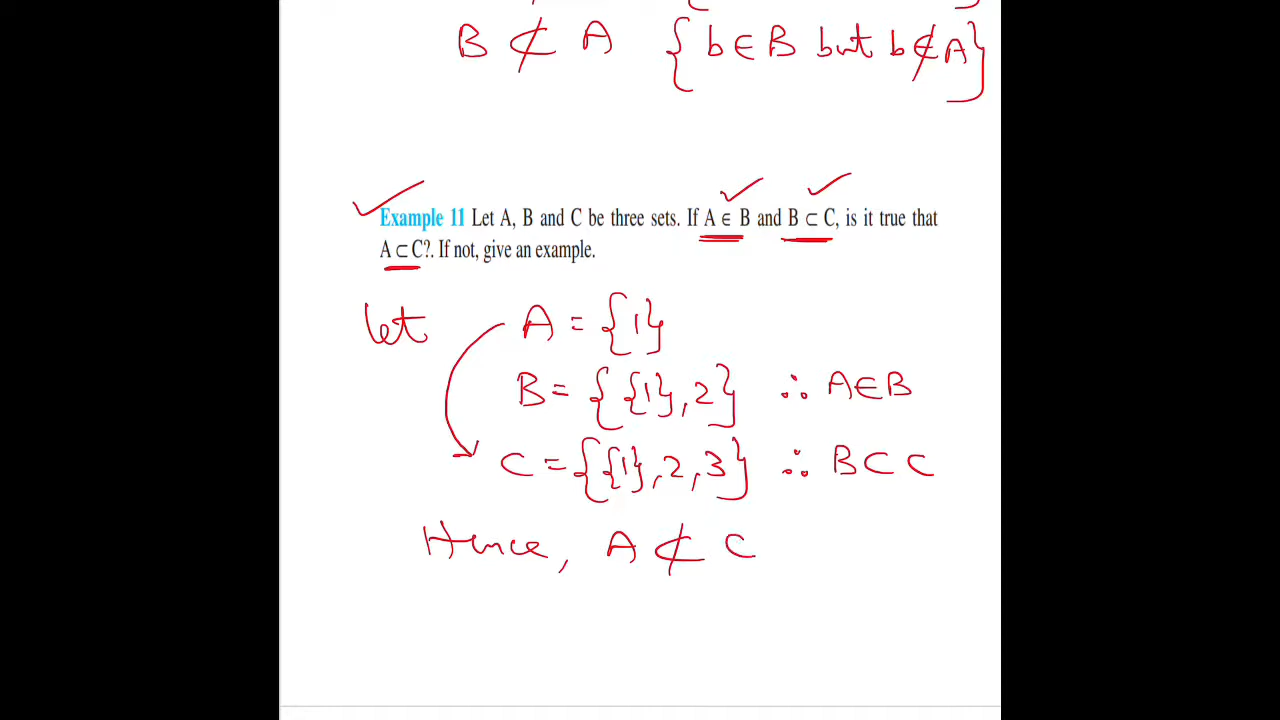 B ⊄ A {b∈B but b∉A}
Example 11 Let A, B and C be three sets. If A ∈ B and B ⊂ C, is it true that
A ⊂ C?. If not, give an example.
let A = {1}
B = {{1},2} ∴ A∈B
C = {{1},2,3} ∴ B⊂C
Hence, A ⊄ C